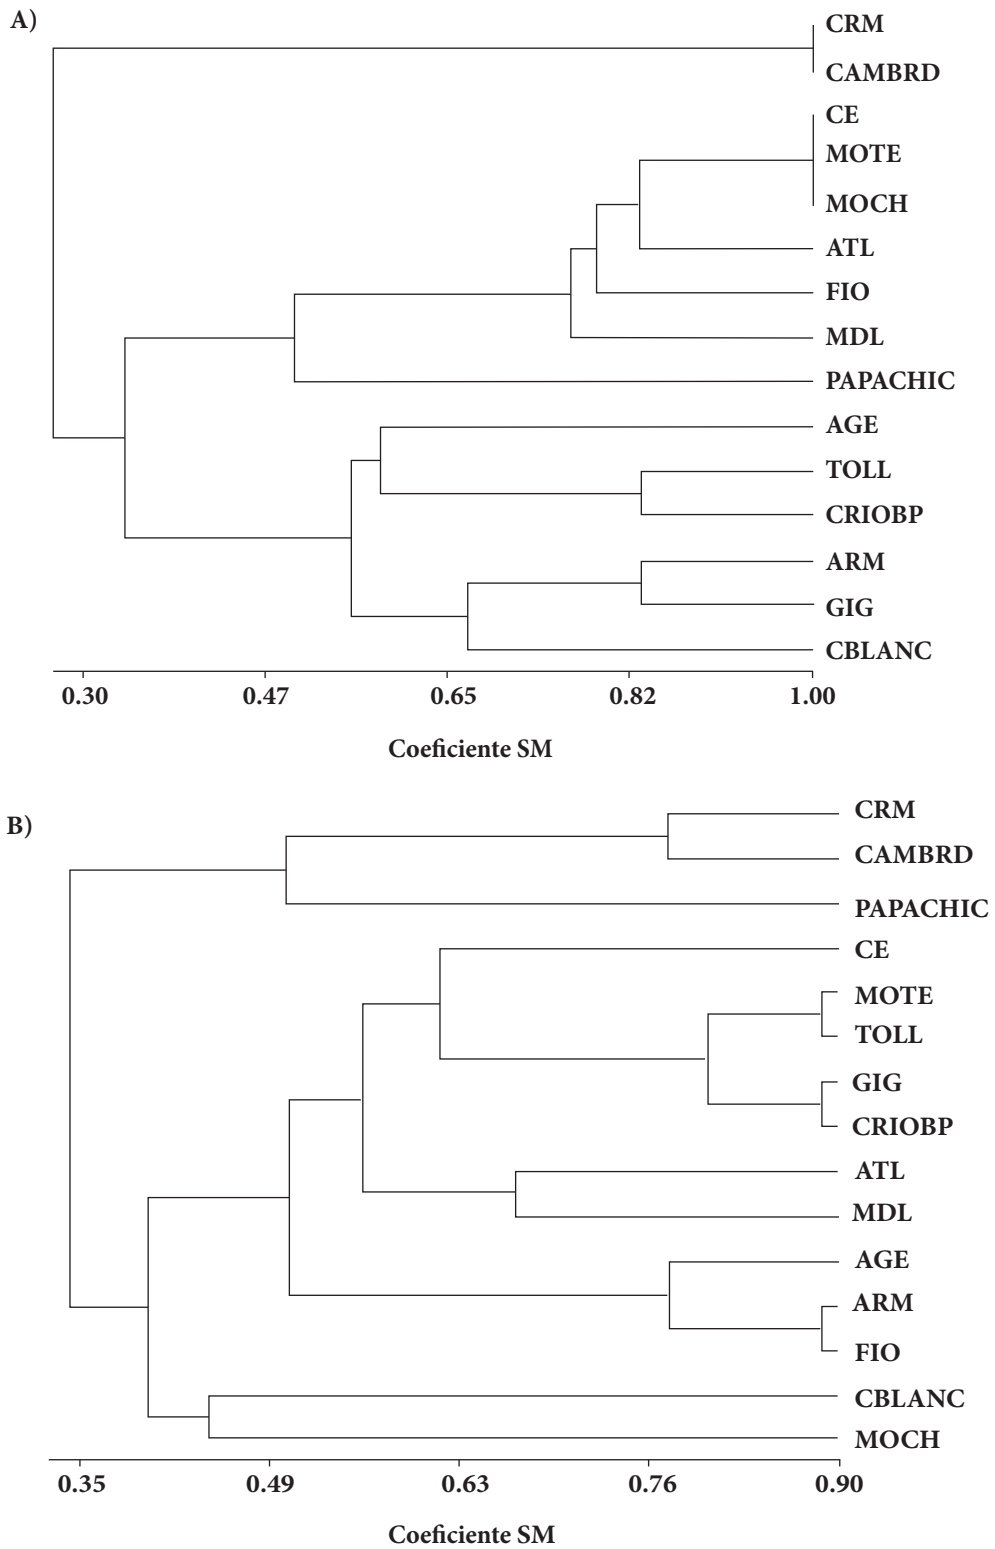 A)
CRM
CAMBRD
CE
MOTE
MOCH
ATL
FIO
MDL
PAPACHIC
AGE
TOLL
CRIOBP
ARM
GIG
CBLANC
0.30 0.47 0.65 0.82 1.00
Coeficiente SM
B)
CRM
CAMBRD
PAPACHIC
CE
MOTE
TOLL
GIG
CRIOBP
ATL
MDL
AGE
ARM
FIO
CBLANC
MOCH
0.35 0.49 0.63 0.76 0.90
Coeficiente SM